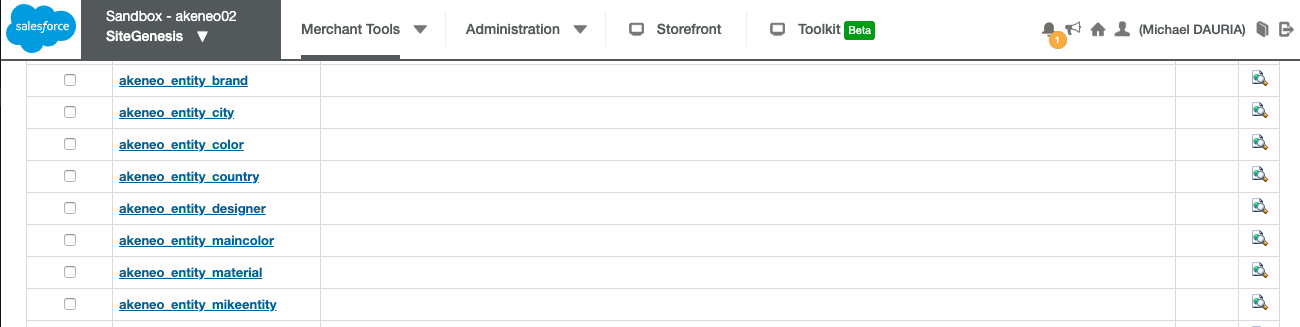 salesforce
Sandbox - akeneo02
SiteGenesis ▼
Merchant Tools
Administration
Storefront
Toolkit Beta
1
(Michael DAURIA)
akeneo_entity_brand
akeneo_entity_city
akeneo_entity_color
akeneo_entity_country
akeneo_entity_designer
akeneo_entity_maincolor
akeneo_entity_material
akeneo_entity_mikeentity